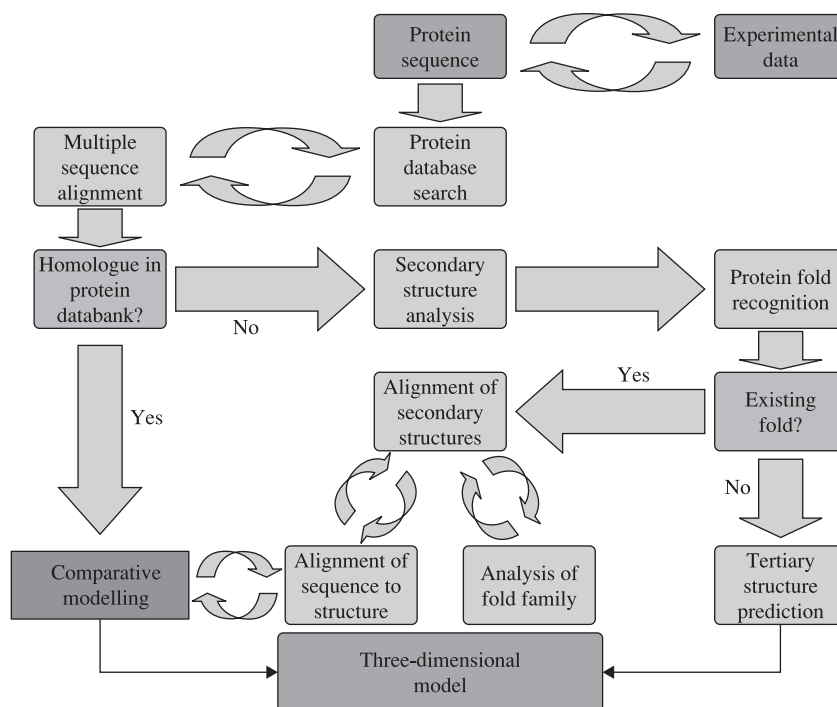 Protein
sequence
Experimental
data
Multiple
sequence
alignment
Protein
database
search
Homologue in
protein
databank?
No
Secondary
structure
analysis
Protein fold
recognition
Yes
Alignment of
secondary
structures
Yes
Existing
fold?
No
Comparative
modelling
Alignment of
sequence to
structure
Analysis of
fold family
Tertiary
structure
prediction
Three-dimensional
model